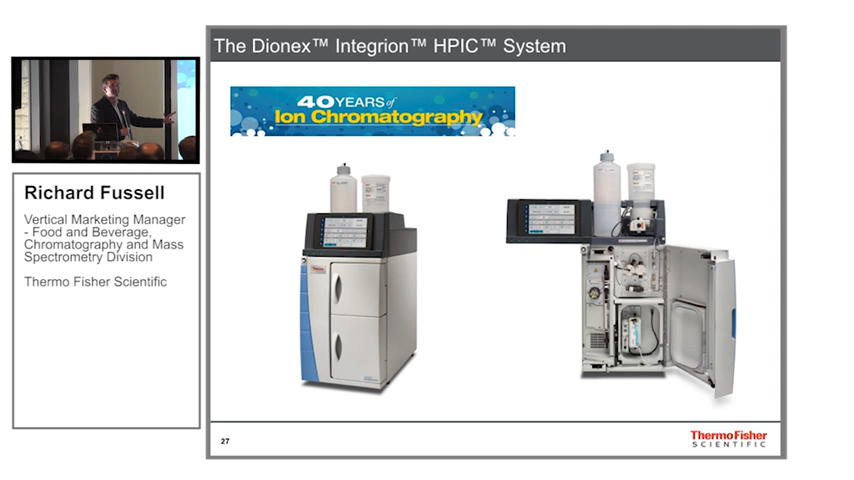 The Dionex™ Integrion™ HPIC™ System
40 YEARS of
Ion Chromatography
Richard Fussell
Vertical Marketing Manager
- Food and Beverage,
Chromatography and Mass
Spectrometry Division
Thermo Fisher Scientific
27
ThermoFisher
SCIENTIFIC